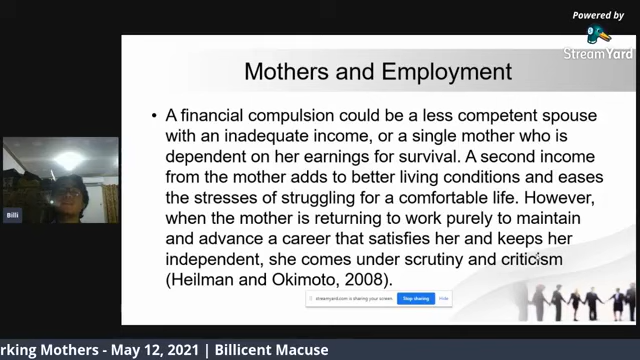 Powered by
StreamYard
Mothers and Employment
• A financial compulsion could be a less competent spouse
with an inadequate income, or a single mother who is
dependent on her earnings for survival. A second income
from the mother adds to better living conditions and eases
the stresses of struggling for a comfortable life. However,
when the mother is returning to work purely to maintain
and advance a career that satisfies her and keeps her
independent, she comes under scrutiny and criticism
(Heilman and Okimoto, 2008).
Billi
streamyard.com is sharing your screen. Stop sharing Hide
rking Mothers - May 12, 2021 | Billicent Macuse